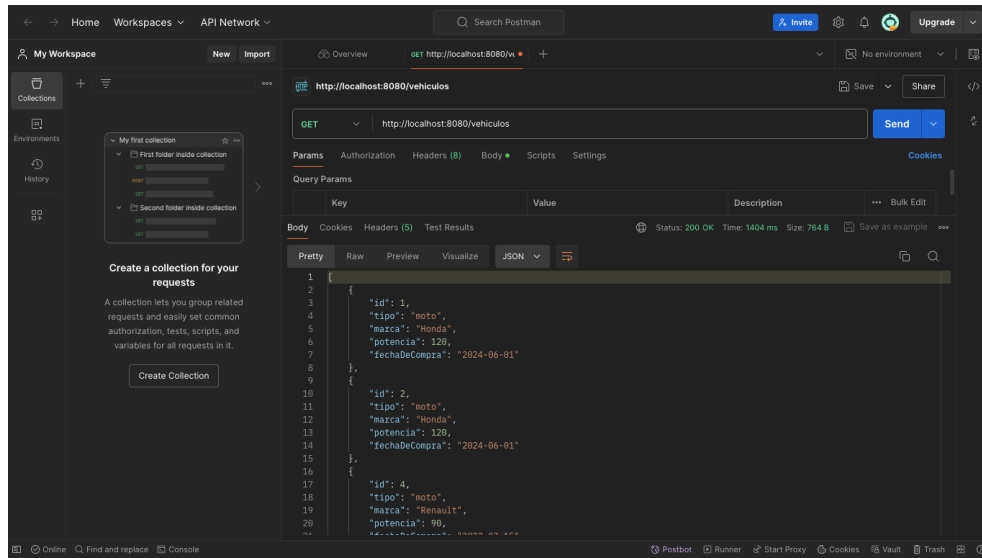 Home Workspaces API Network Search Postman Invite Upgrade
My Workspace New Import Overview GET http://localhost:8080/ve No environment
Collections
Environments
History
My first collection
First folder inside collection
GET
POST
GET
Second folder inside collection
GET
GET
Create a collection for your
requests
A collection lets you group related
requests and easily set common
authorization, tests, scripts, and
variables for all requests in it.
Create Collection
HTTP http://localhost:8080/vehiculos Save Share
GET http://localhost:8080/vehiculos Send
Params Authorization Headers (8) Body Scripts Settings Cookies
Query Params
Key Value Description Bulk Edit
Body Cookies Headers (5) Test Results Status: 200 OK Time: 1404 ms Size: 764 B Save as example
Pretty Raw Preview Visualize JSON
1 [
2 {
3 "id": 1,
4 "tipo": "moto",
5 "marca": "Honda",
6 "potencia": 120,
7 "fechaDeCompra": "2024-06-01"
8 },
9 {
10 "id": 2,
11 "tipo": "moto",
12 "marca": "Honda",
13 "potencia": 120,
14 "fechaDeCompra": "2024-06-01"
15 },
16 {
17 "id": 4,
18 "tipo": "moto",
19 "marca": "Renault",
20 "potencia": 90,
Online Find and replace Console Postbot Runner Start Proxy Cookies Vault Trash